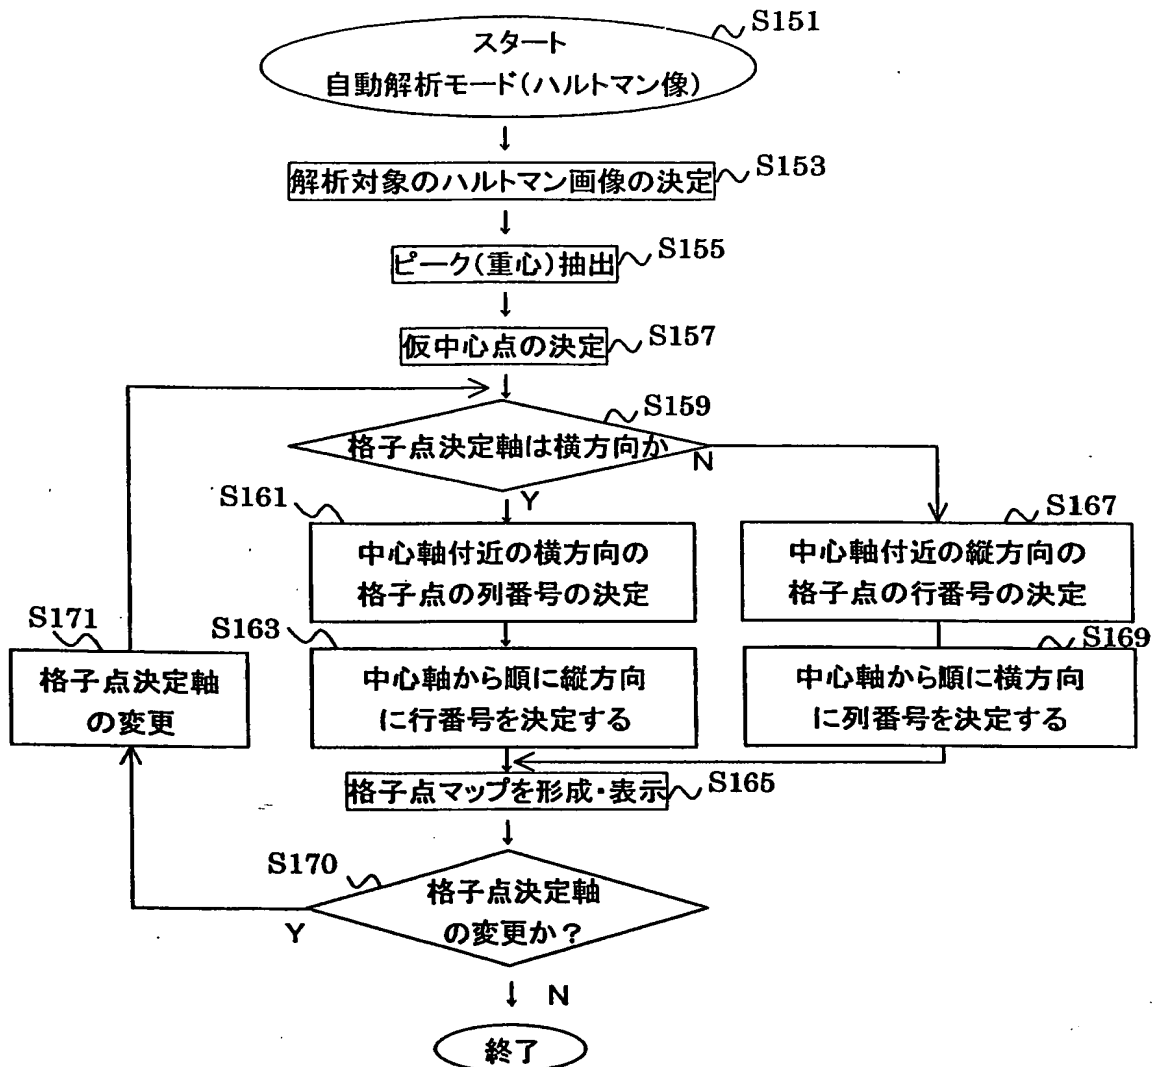 S151
スタート
自動解析モード(ハルトマン像)
解析対象のハルトマン画像の決定
S153
ピーク(重心)抽出
S155
仮中心点の決定
S157
S159
格子点決定軸は横方向か
N
Y
S161
中心軸付近の横方向の
格子点の列番号の決定
S167
中心軸付近の縦方向の
格子点の行番号の決定
S171
格子点決定軸
の変更
S163
中心軸から順に縦方向
に行番号を決定する
S169
中心軸から順に横方向
に列番号を決定する
格子点マップを形成・表示
S165
S170
格子点決定軸
の変更か?
Y
N
終了